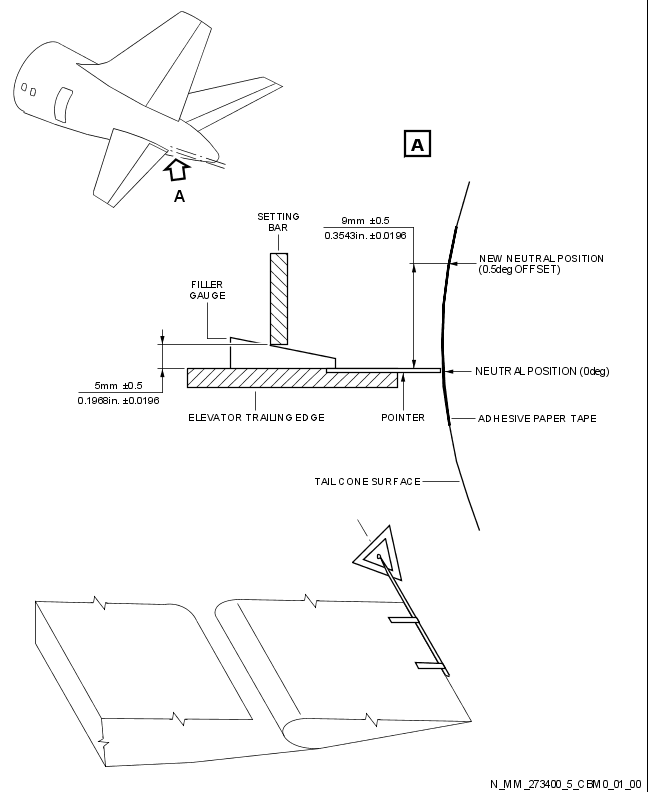 A
A
SETTING
BAR
9mm ±0.5
0.3543in. ±0.0196
NEW NEUTRAL POSITION
(0.5deg OFFSET)
FILLER
GAUGE
NEUTRAL POSITION (0deg)
5mm ±0.5
0.1968in. ±0.0196
ELEVATOR TRAILING EDGE
POINTER
ADHESIVE PAPER TAPE
TAIL CONE SURFACE
N_MM_273400_5_CBM0_01_00